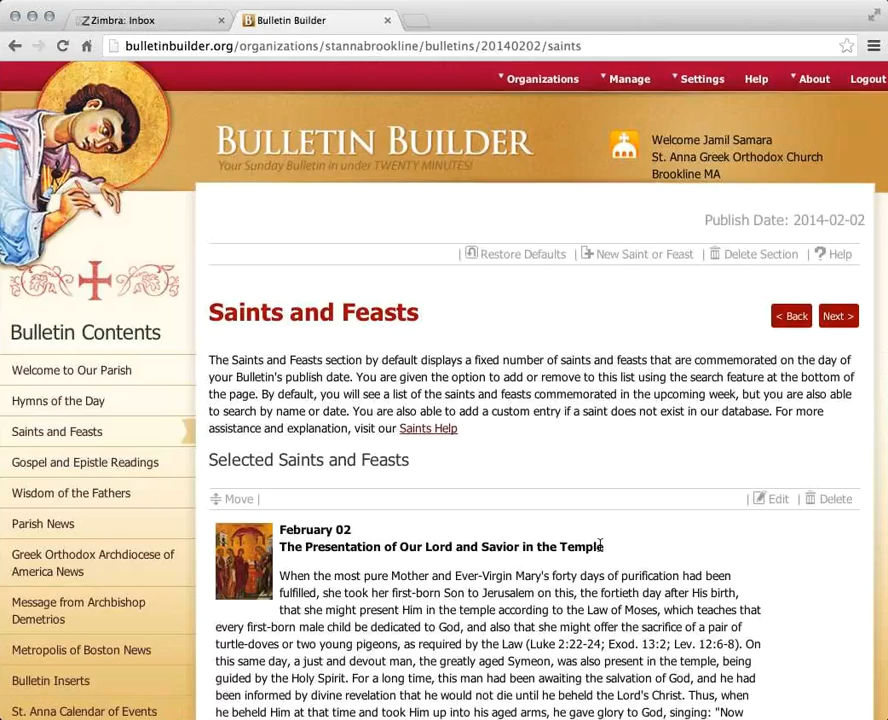 Zimbra: Inbox
Bulletin Builder
bulletinbuilder.org/organizations/stannabrookline/bulletins/20140202/saints
Organizations Manage Settings Help About Logout
BULLETIN BUILDER
Your Sunday Bulletin in under TWENTY MINUTES!
Welcome Jamil Samara
St. Anna Greek Orthodox Church
Brookline MA
Publish Date: 2014-02-02
| Restore Defaults | New Saint or Feast | Delete Section | ? Help
Saints and Feasts
< Back Next >
The Saints and Feasts section by default displays a fixed number of saints and feasts that are commemorated on the day of
your Bulletin's publish date. You are given the option to add or remove to this list using the search feature at the bottom of
the page. By default, you will see a list of the saints and feasts commemorated in the upcoming week, but you are also able
to search by name or date. You are also able to add a custom entry if a saint does not exist in our database. For more
assistance and explanation, visit our Saints Help
Selected Saints and Feasts
Move |
| Edit | Delete
February 02
The Presentation of Our Lord and Savior in the Temple
When the most pure Mother and Ever-Virgin Mary's forty days of purification had been
fulfilled, she took her first-born Son to Jerusalem on this, the fortieth day after His birth,
that she might present Him in the temple according to the Law of Moses, which teaches that
every first-born male child be dedicated to God, and also that she might offer the sacrifice of a pair of
turtle-doves or two young pigeons, as required by the Law (Luke 2:22-24; Exod. 13:2; Lev. 12:6-8). On
this same day, a just and devout man, the greatly aged Symeon, was also present in the temple, being
guided by the Holy Spirit. For a long time, this man had been awaiting the salvation of God, and he had
been informed by divine revelation that he would not die until he beheld the Lord's Christ. Thus, when
he beheld Him at that time and took Him up into his aged arms, he gave glory to God, singing: "Now
Bulletin Contents
Welcome to Our Parish
Hymns of the Day
Saints and Feasts
Gospel and Epistle Readings
Wisdom of the Fathers
Parish News
Greek Orthodox Archdiocese of
America News
Message from Archbishop
Demetrios
Metropolis of Boston News
Bulletin Inserts
St. Anna Calendar of Events